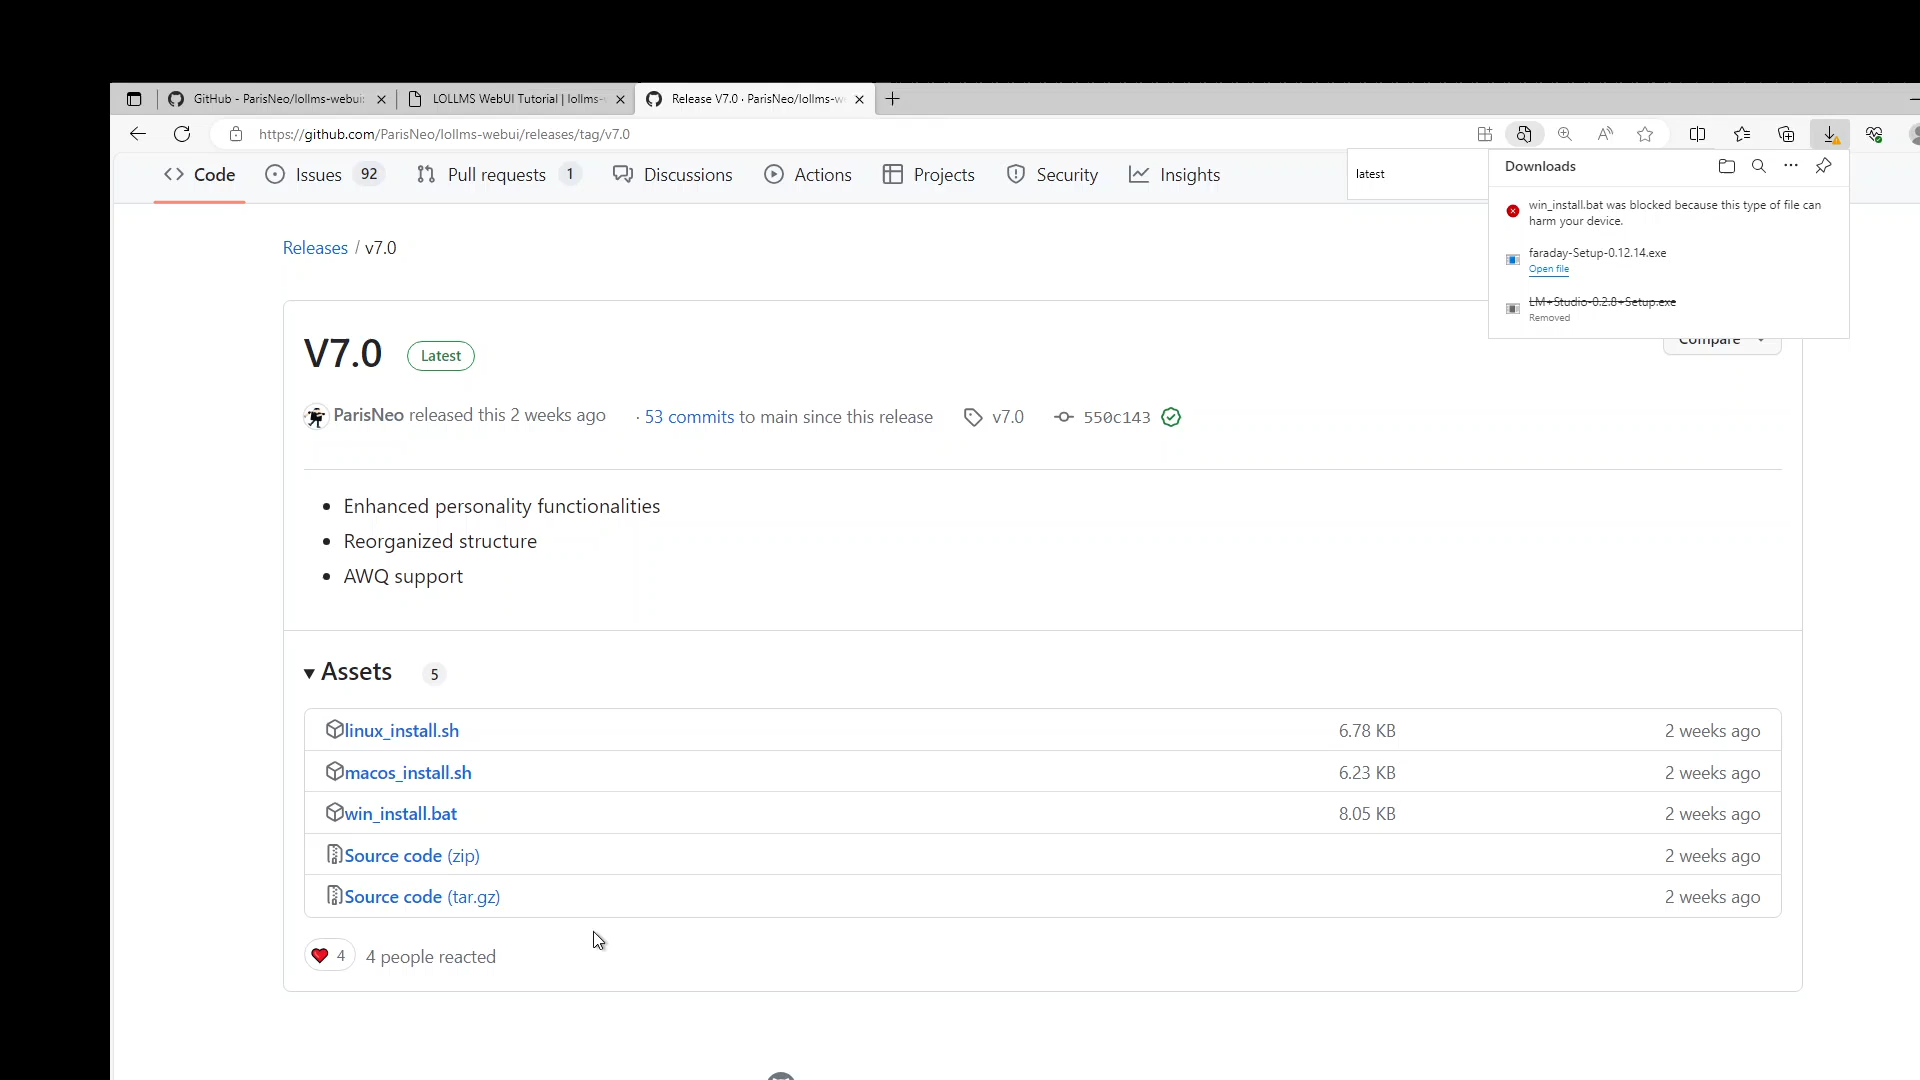 GitHub - ParisNeo/lollms-webui:
LOLLMS WebUI Tutorial | lollms-
Release V7.0 · ParisNeo/lollms-w
https://github.com/ParisNeo/lollms-webui/releases/tag/v7.0
Code
Issues 92
Pull requests 1
Discussions
Actions
Projects
Security
Insights
latest
Downloads
win_install.bat was blocked because this type of file can
harm your device.
faraday-Setup-0.12.14.exe
Open file
LM+Studio-0.2.8+Setup.exe
Removed
Releases / v7.0
Compare
V7.0 Latest
ParisNeo released this 2 weeks ago · 53 commits to main since this release v7.0 550c143
• Enhanced personality functionalities
• Reorganized structure
• AWQ support
Assets 5
linux_install.sh 6.78 KB 2 weeks ago
macos_install.sh 6.23 KB 2 weeks ago
win_install.bat 8.05 KB 2 weeks ago
Source code (zip) 2 weeks ago
Source code (tar.gz) 2 weeks ago
4 4 people reacted